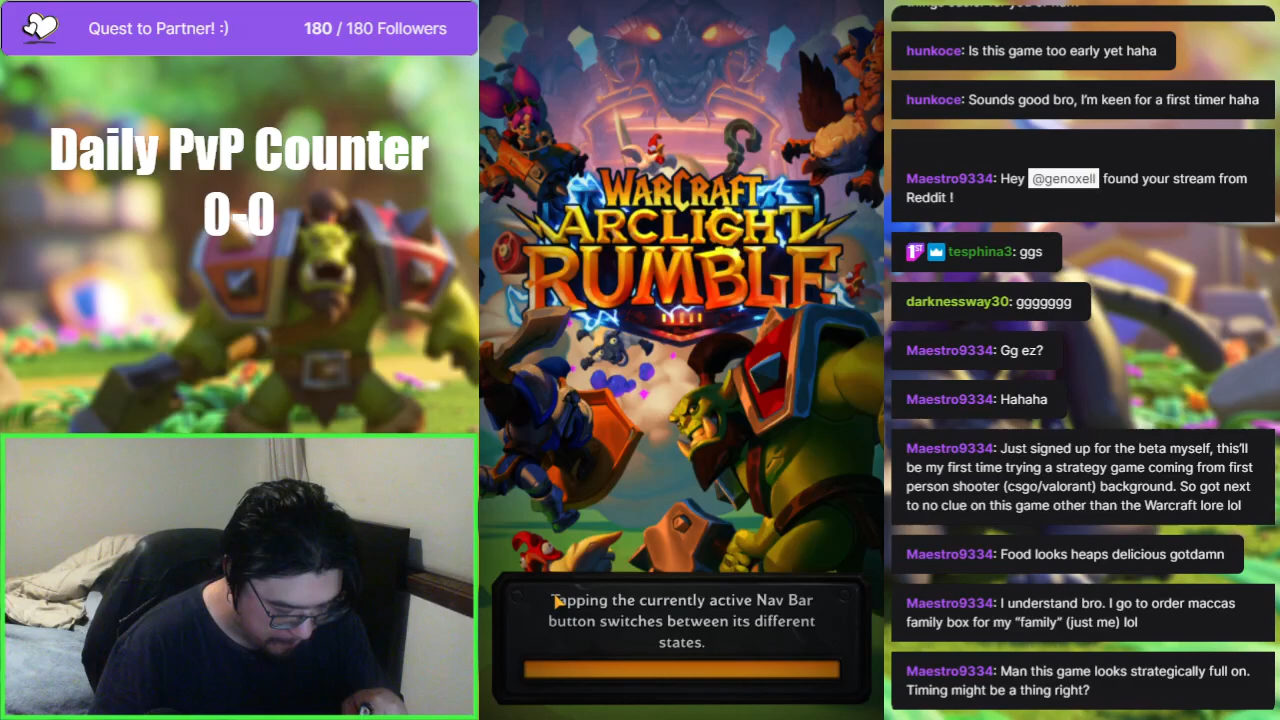 Quest to Partner! :)
180 / 180 Followers
Daily PvP Counter
0-0
WARCRAFT
ARCLIGHT
RUMBLE
Tapping the currently active Nav Bar
button switches between its different
states.
hunkoce: Is this game too early yet haha
hunkoce: Sounds good bro, I'm keen for a first timer haha
Maestro9334: Hey @genoxell found your stream from
Reddit !
1ST tesphina3: ggs
darknessway30: ggggggg
Maestro9334: Gg ez?
Maestro9334: Hahaha
Maestro9334: Just signed up for the beta myself, this'll
be my first time trying a strategy game coming from first
person shooter (csgo/valorant) background. So got next
to no clue on this game other than the Warcraft lore lol
Maestro9334: Food looks heaps delicious gotdamn
Maestro9334: I understand bro. I go to order maccas
family box for my "family" (just me) lol
Maestro9334: Man this game looks strategically full on.
Timing might be a thing right?